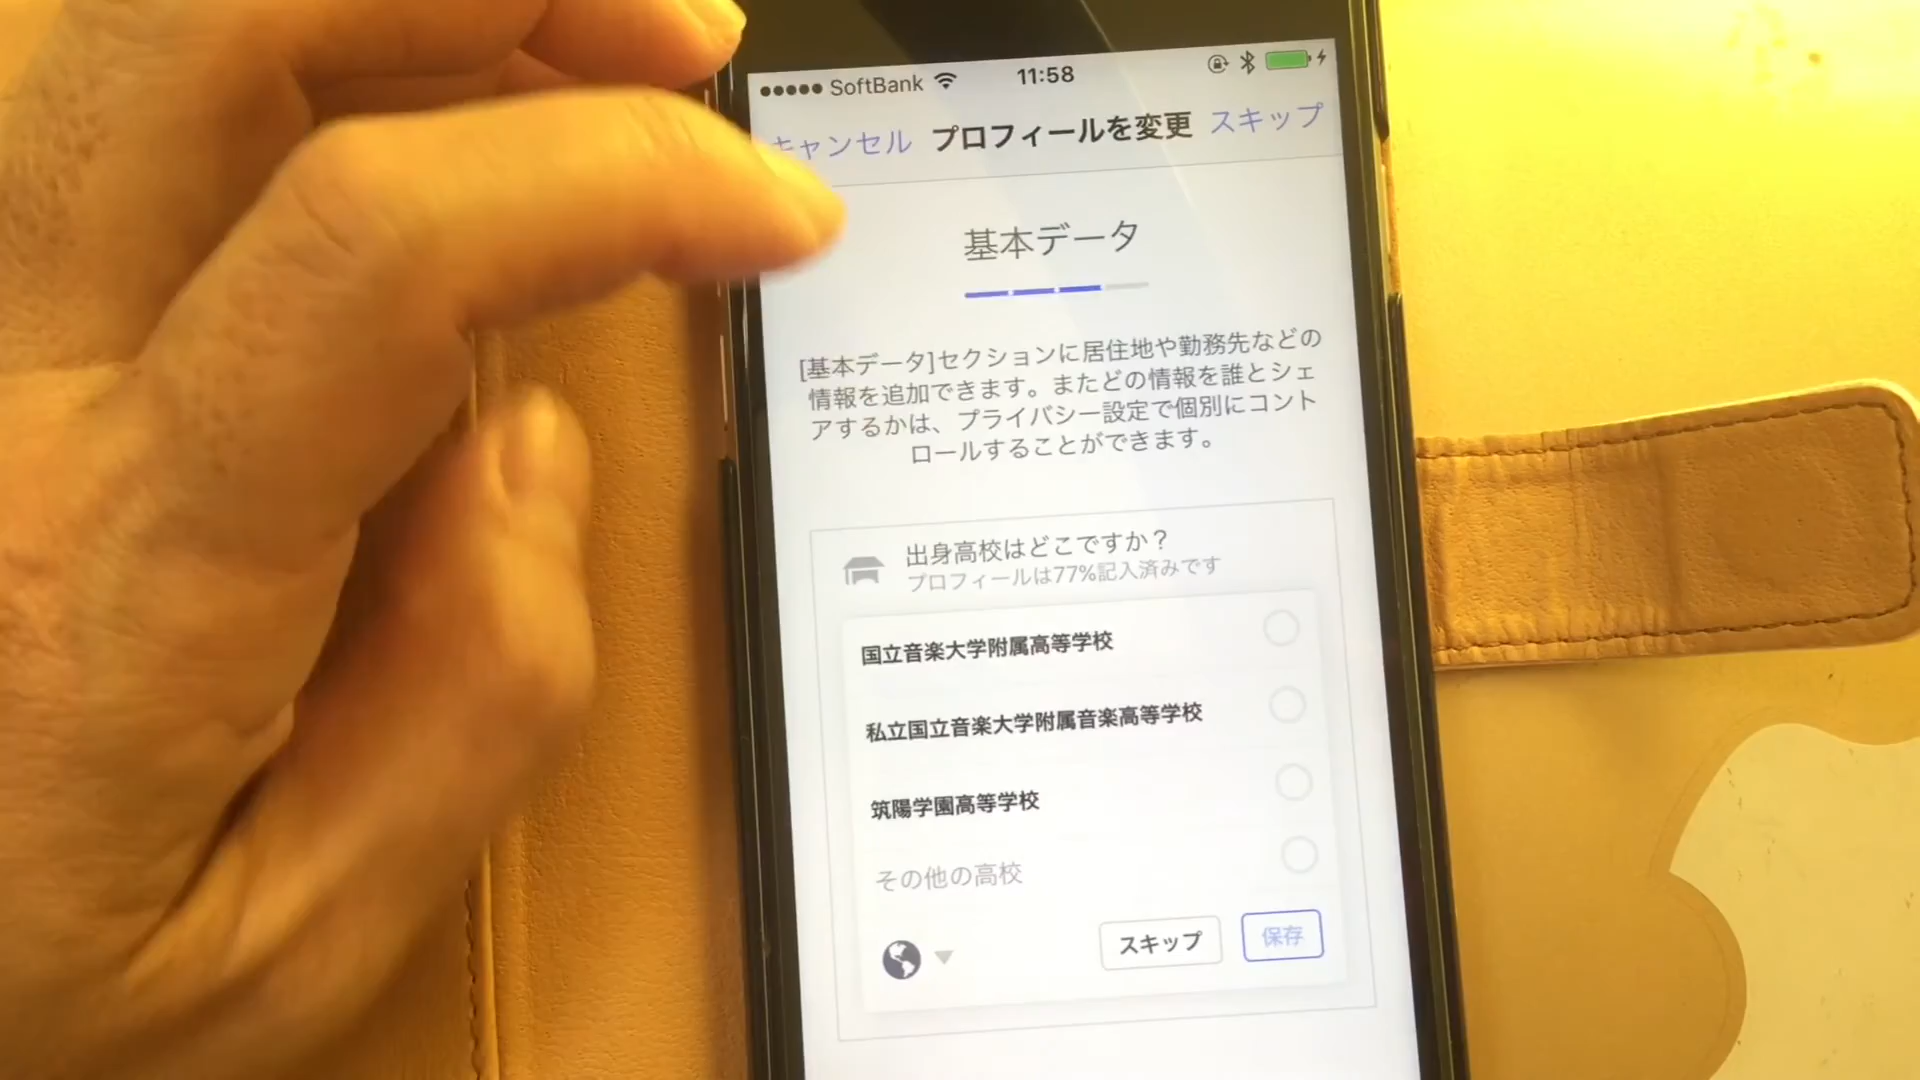 SoftBank 11:58
キャンセル プロフィールを変更 スキップ
基本データ
[基本データ]セクションに居住地や勤務先などの
情報を追加できます。またどの情報を誰とシェ
アするかは、プライバシー設定で個別にコント
ロールすることができます。
出身高校はどこですか？
プロフィールは77%記入済みです
国立音楽大学附属高等学校
私立国立音楽大学附属音楽高等学校
筑陽学園高等学校
その他の高校
スキップ 保存